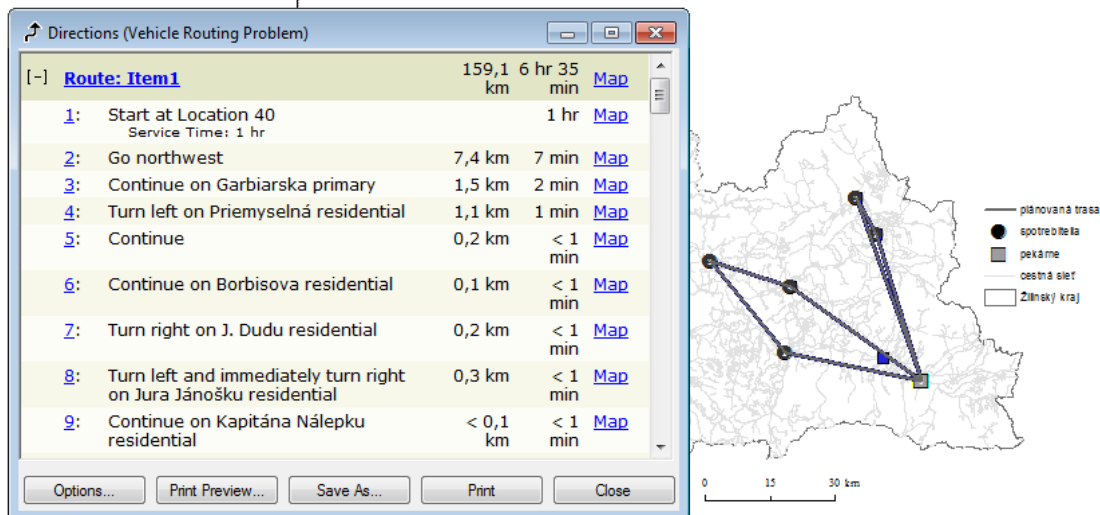 Directions (Vehicle Routing Problem)
[-] Route: Item1 159,1 km 6 hr 35 min Map
1: Start at Location 40 1 hr Map
Service Time: 1 hr
2: Go northwest 7,4 km 7 min Map
3: Continue on Garbiarska primary 1,5 km 2 min Map
4: Turn left on Priemyselná residential 1,1 km 1 min Map
5: Continue 0,2 km < 1 min Map
6: Continue on Borbisova residential 0,1 km < 1 min Map
7: Turn right on J. Dudu residential 0,2 km < 1 min Map
8: Turn left and immediately turn right on Jura Jánošku residential 0,3 km < 1 min Map
9: Continue on Kapitána Nálepku residential < 0,1 km < 1 min Map
Options... Print Preview... Save As... Print Close
plánovaná trasa
spotrebitelia
pekárne
cestná sieť
Žilinský kraj
0 15 30 km